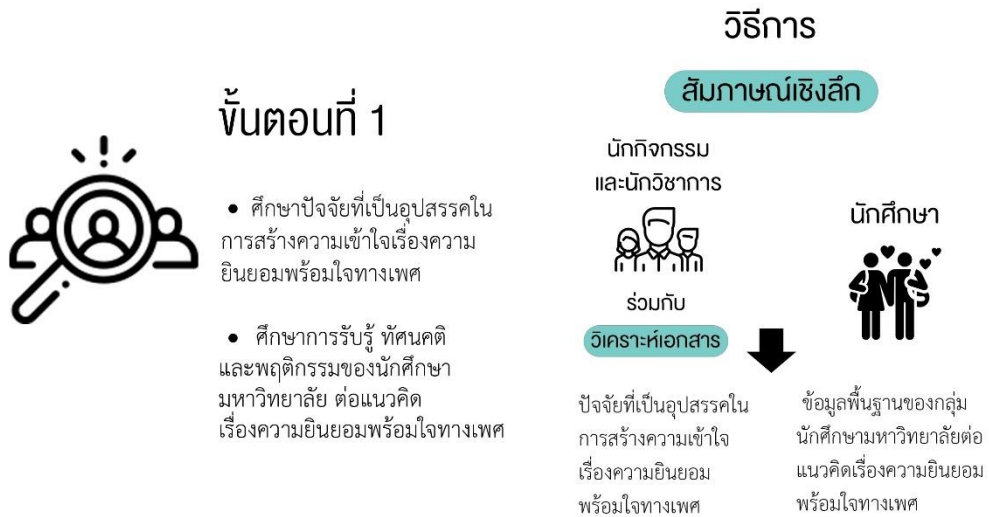 ขั้นตอนที่ 1
• ศึกษาปัจจัยที่เป็นอุปสรรคใน
การสร้างความเข้าใจเรื่องความ
ยินยอมพร้อมใจทางเพศ
• ศึกษาการรับรู้ ทัศนคติ
และพฤติกรรมของนักศึกษา
มหาวิทยาลัย ต่อแนวคิด
เรื่องความยินยอมพร้อมใจทางเพศ
วิธีการ
สัมภาษณ์เชิงลึก
นักกิจกรรม
และนักวิชาการ
ร่วมกับ
วิเคราะห์เอกสาร
ปัจจัยที่เป็นอุปสรรคใน
การสร้างความเข้าใจ
เรื่องความยินยอม
พร้อมใจทางเพศ
นักศึกษา
ข้อมูลพื้นฐานของกลุ่ม
นักศึกษามหาวิทยาลัยต่อ
แนวคิดเรื่องความยินยอม
พร้อมใจทางเพศ